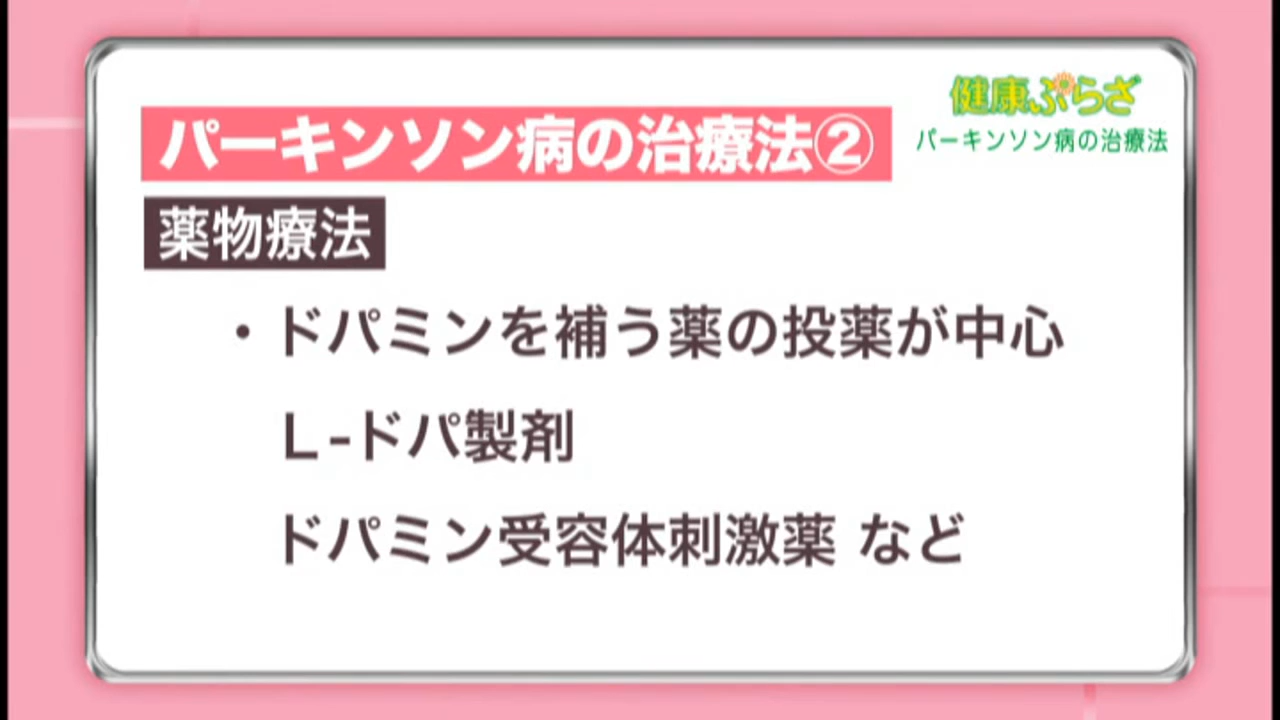 健康ぷらざ
パーキンソン病の治療法
パーキンソン病の治療法②
薬物療法
・ドパミンを補う薬の投薬が中心
L-ドパ製剤
ドパミン受容体刺激薬 など